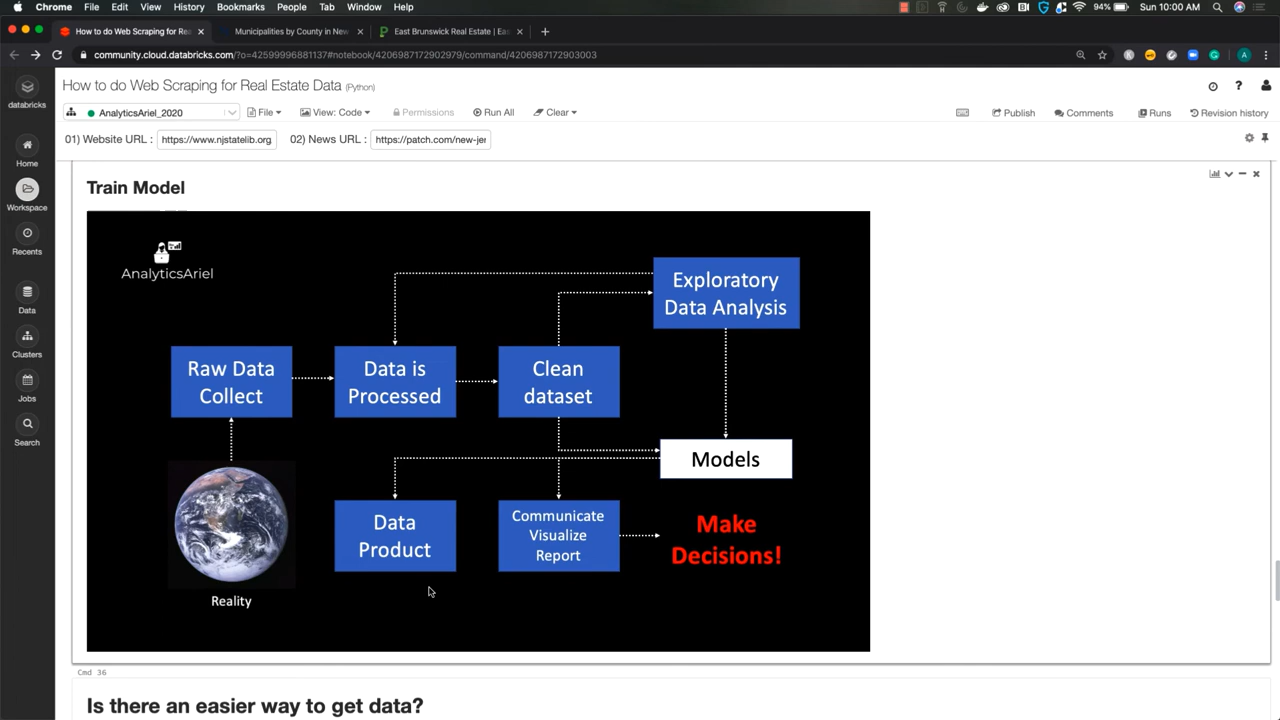 Chrome File Edit View History Bookmarks People Tab Window Help
94% Sun 10:00 AM
How to do Web Scraping for Re
Municipalities by County in New
East Brunswick Real Estate | Eas
community.cloud.databricks.com/?o=42599996881137#notebook/4206987172902979/command/4206987172903003
databricks
Home
Workspace
Recents
Data
Clusters
Jobs
Search
How to do Web Scraping for Real Estate Data (Python)
AnalyticsAriel_2020
File
View: Code
Permissions
Run All
Clear
Publish
Comments
Runs
Revision history
01) Website URL : https://www.njstatelib.org
02) News URL : https://patch.com/new-jer
Train Model
AnalyticsAriel
Exploratory
Data Analysis
Raw Data
Collect
Data is
Processed
Clean
dataset
Models
Data
Product
Communicate
Visualize
Report
Make
Decisions!
Reality
Cmd 36
Is there an easier way to get data?